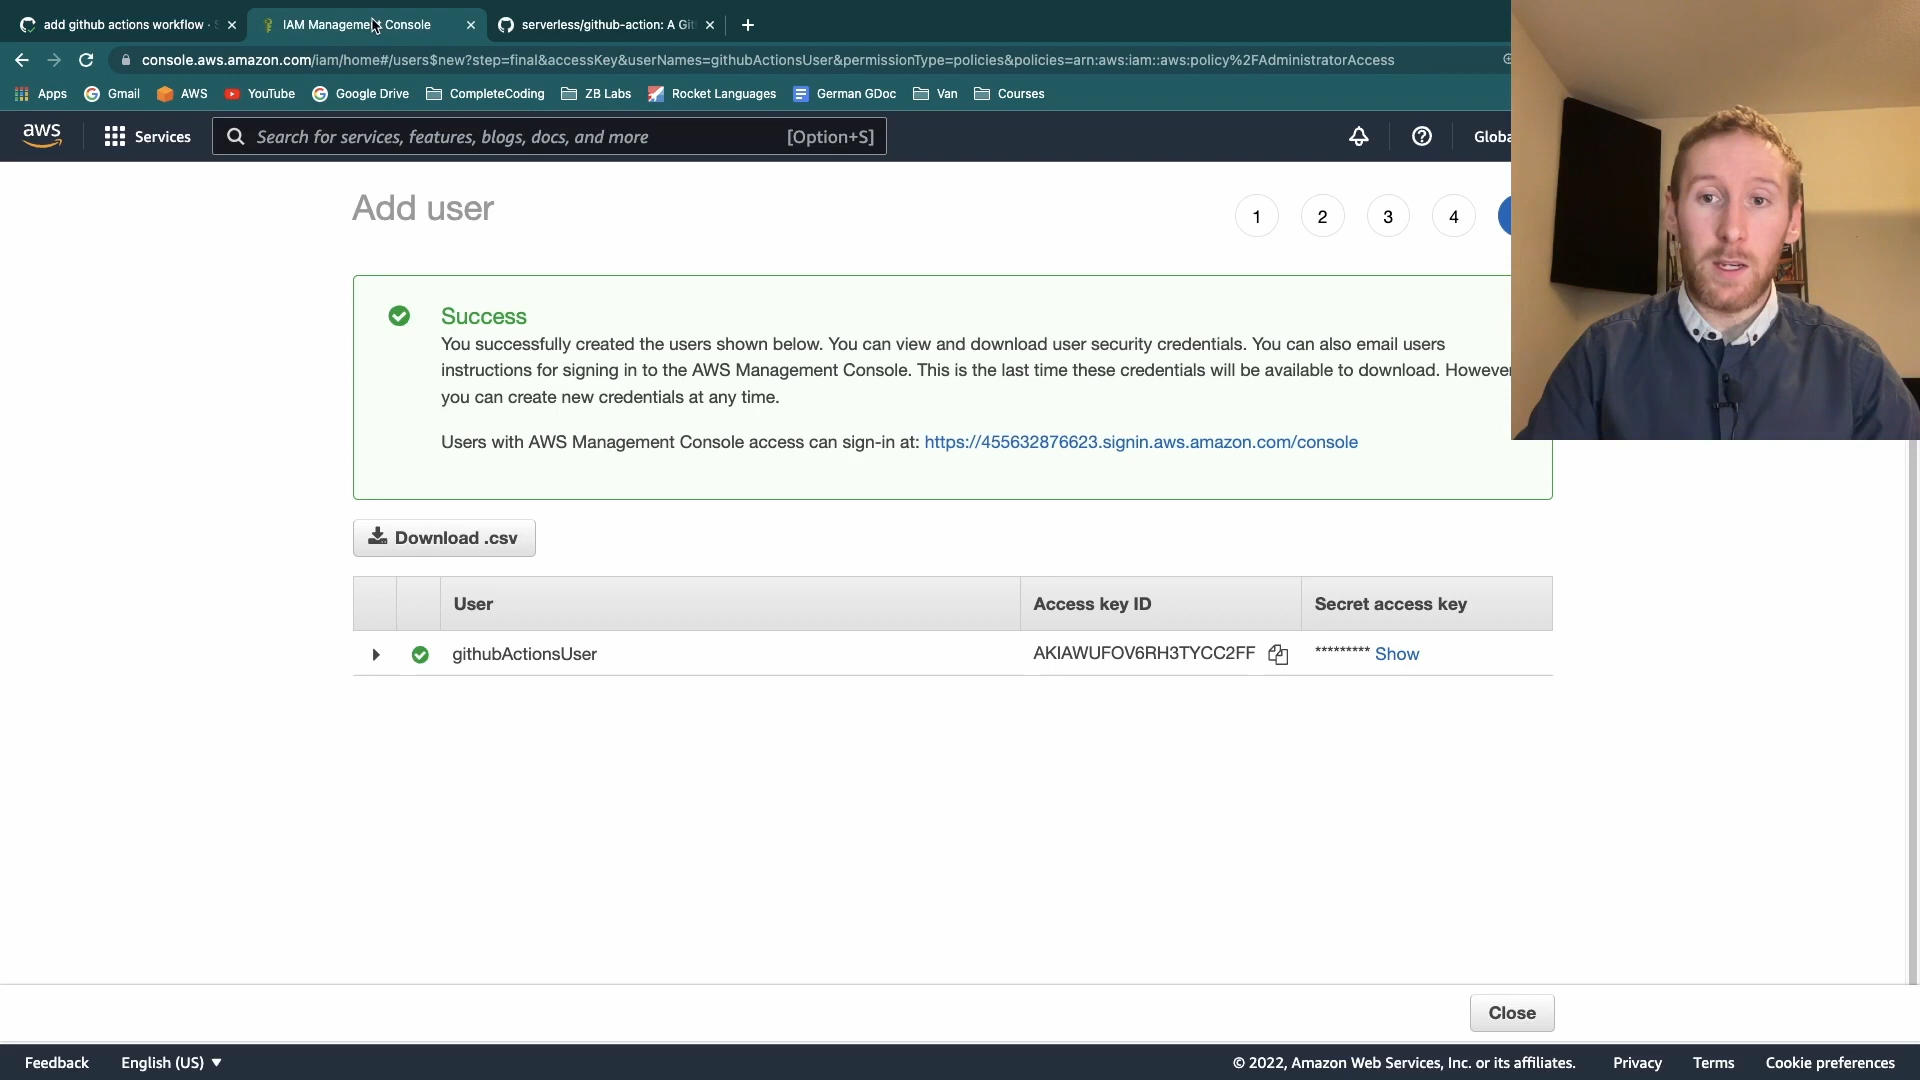 add github actions workflow · S
IAM Management Console
serverless/github-action: A Git
console.aws.amazon.com/iam/home#/users$new?step=final&accessKey&userNames=githubActionsUser&permissionType=policies&policies=arn:aws:iam::aws:policy%2FAdministratorAccess
Apps
Gmail
AWS
YouTube
Google Drive
CompleteCoding
ZB Labs
Rocket Languages
German GDoc
Van
Courses
aws
Services
Search for services, features, blogs, docs, and more
[Option+S]
Globa
Add user
1
2
3
4
Success
You successfully created the users shown below. You can view and download user security credentials. You can also email users
instructions for signing in to the AWS Management Console. This is the last time these credentials will be available to download. However
you can create new credentials at any time.
Users with AWS Management Console access can sign-in at: https://455632876623.signin.aws.amazon.com/console
Download .csv
User
Access key ID
Secret access key
githubActionsUser
AKIAWUFOV6RH3TYCC2FF
********* Show
Close
Feedback
English (US)
© 2022, Amazon Web Services, Inc. or its affiliates.
Privacy
Terms
Cookie preferences